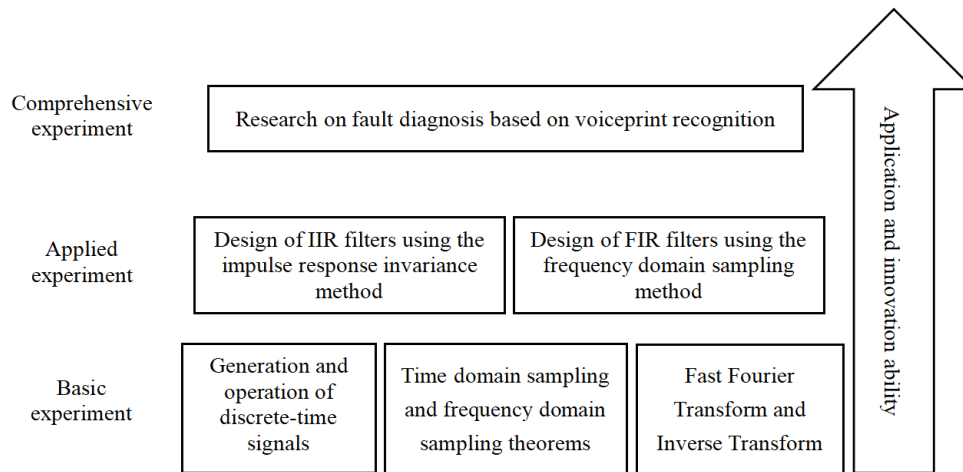 Comprehensive
experiment
Research on fault diagnosis based on voiceprint recognition
Applied
experiment
Design of IIR filters using the
impulse response invariance
method
Design of FIR filters using the
frequency domain sampling
method
Basic
experiment
Generation and
operation of
discrete-time
signals
Time domain sampling
and frequency domain
sampling theorems
Fast Fourier
Transform and
Inverse Transform
Application and innovation ability